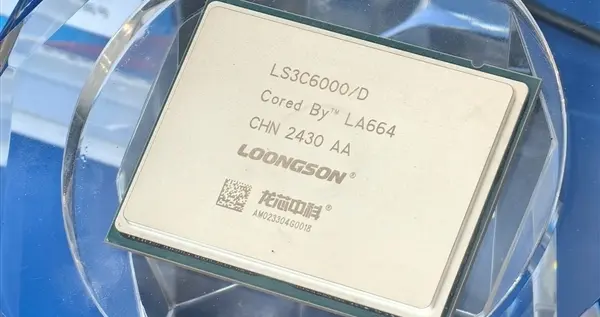 LS3C6000/D
Cored By™ LA664
CHN 2430 AA
LOONGSON®
龙芯中科®
AM02330460018